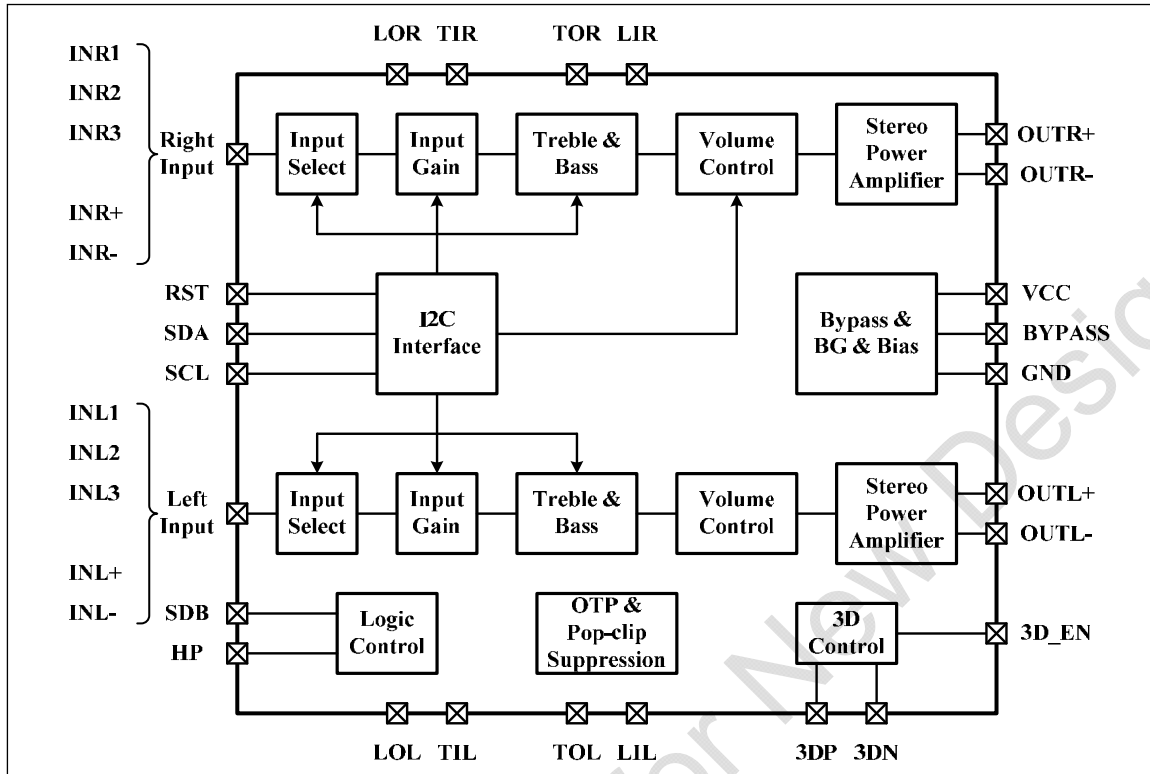 LOR TIR TOR LIR
INR1
INR2
INR3
Right
Input
INR+
INR-
Input
Select
Input
Gain
Treble &
Bass
Volume
Control
Stereo
Power
Amplifier
OUTR+
OUTR-
RST
SDA
SCL
I2C
Interface
Bypass &
BG & Bias
VCC
BYPASS
GND
INL1
INL2
INL3
Left
Input
INL+
INL-
Input
Select
Input
Gain
Treble &
Bass
Volume
Control
Stereo
Power
Amplifier
OUTL+
OUTL-
SDB
HP
Logic
Control
OTP &
Pop-clip
Suppression
3D
Control
3D_EN
LOL TIL TOL LIL 3DP 3DN
for New Desig